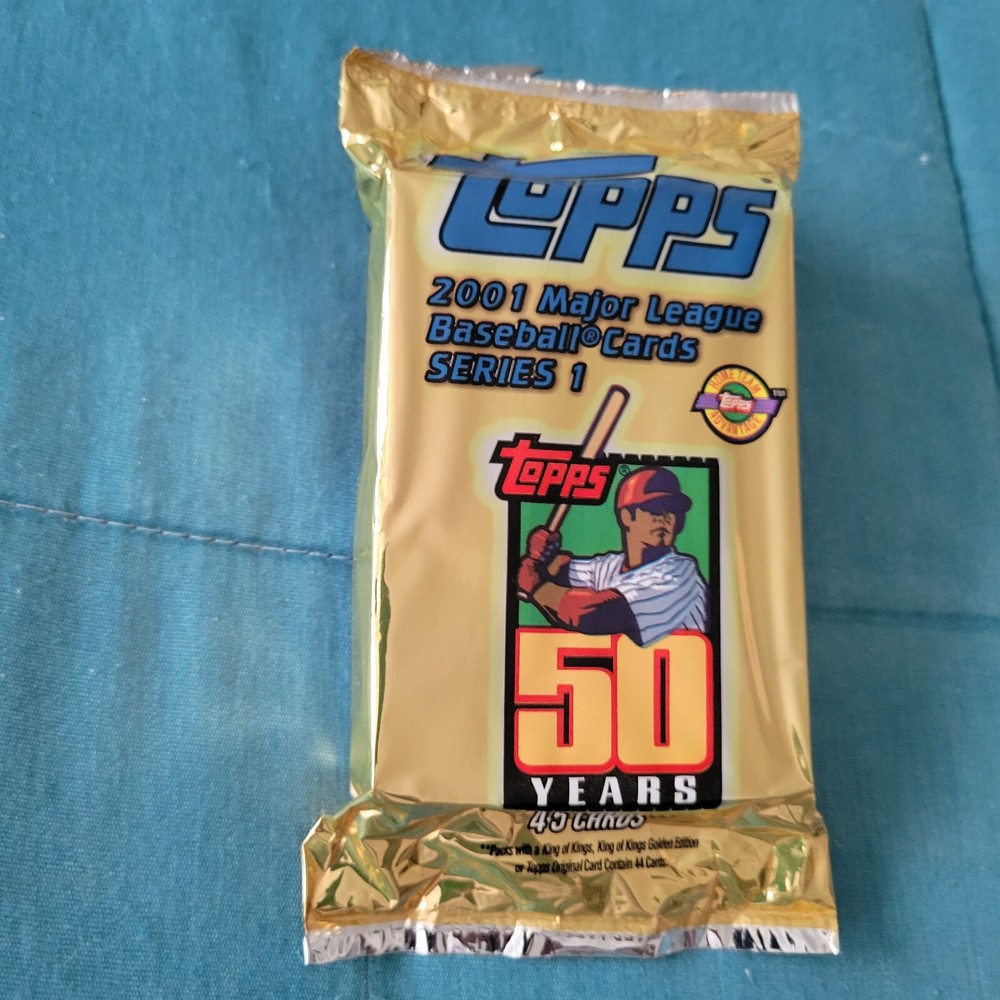 Topps
2001 Major League
Baseball® Cards
SERIES 1
HOME TEAM
Topps
ADVANTAGE
Topps®
50
YEARS
45 CARDS
**Packs with a King of Kings, King of Kings Golden Edition
or Topps Original Card Contain 44 Cards.